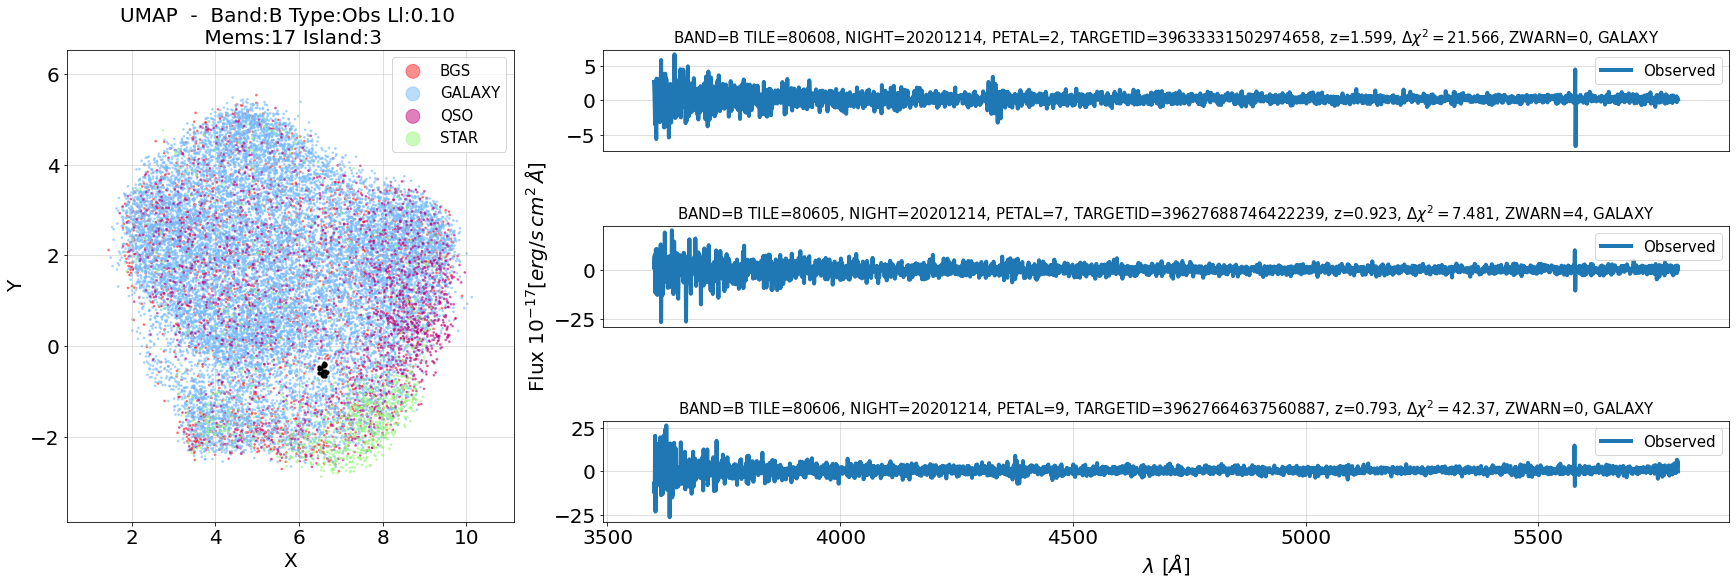 UMAP - Band:B Type:Obs Ll:0.10
Mems:17 Island:3
BGS
GALAXY
QSO
STAR
6
4
2
0
−2
Y
2
4
6
8
10
X
Flux 10⁻¹⁷[erg/s cm² Å]
BAND=B TILE=80608, NIGHT=20201214, PETAL=2, TARGETID=39633331502974658, z=1.599, Δχ² = 21.566, ZWARN=0, GALAXY
Observed
5
0
−5
BAND=B TILE=80605, NIGHT=20201214, PETAL=7, TARGETID=39627688746422239, z=0.923, Δχ² = 7.481, ZWARN=4, GALAXY
Observed
0
−25
BAND=B TILE=80606, NIGHT=20201214, PETAL=9, TARGETID=39627664637560887, z=0.793, Δχ² = 42.37, ZWARN=0, GALAXY
Observed
25
0
−25
3500
4000
4500
5000
5500
λ [Å]